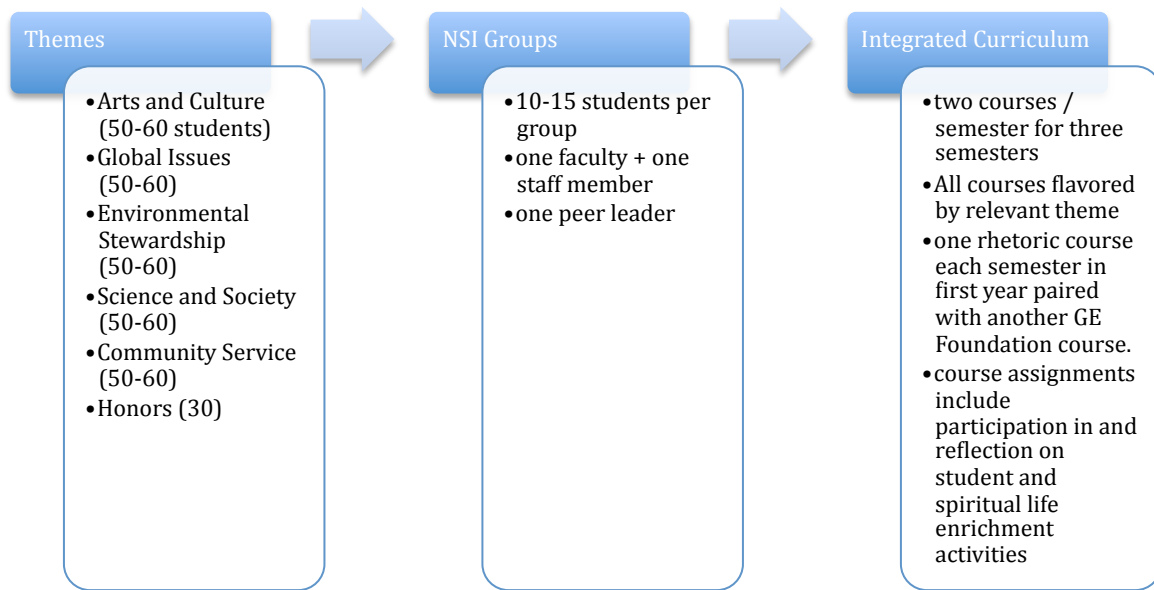 Themes
•Arts and Culture
(50-60 students)
•Global Issues
(50-60)
•Environmental
Stewardship
(50-60)
•Science and Society
(50-60)
•Community Service
(50-60)
•Honors (30)
NSI Groups
•10-15 students per
group
•one faculty + one
staff member
•one peer leader
Integrated Curriculum
•two courses /
semester for three
semesters
•All courses flavored
by relevant theme
•one rhetoric course
each semester in
first year paired
with another GE
Foundation course.
•course assignments
include
participation in and
reflection on
student and
spiritual life
enrichment
activities